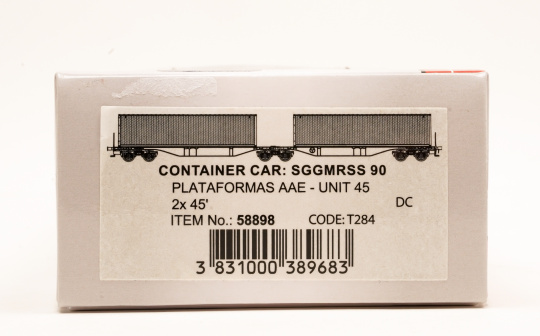 CONTAINER CAR: SGGMRSS 90
PLATAFORMAS AAE - UNIT 45
2x 45' DC
ITEM No.: 58898 CODE: T284
3 831000 389683